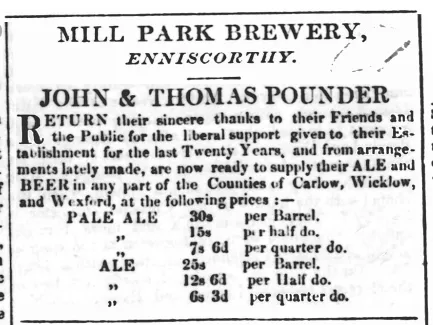 MILL PARK BREWERY,
ENNISCORTHY.
JOHN & THOMAS POUNDER
RETURN their sincere thanks to their Friends and
the Public for the liberal support given to their Es-
tablishment for the last Twenty Years, and from arrange-
ments lately made, are now ready to supply their ALE and
BEER in any part of the Counties of Carlow, Wicklow,
and Wexford, at the following prices :—
PALE ALE 30s per Barrel.
„ 15s per half do.
„ 7s 6d per quarter do.
ALE 25s per Barrel.
„ 12s 6d per Half do.
„ 6s 3d per quarter do.